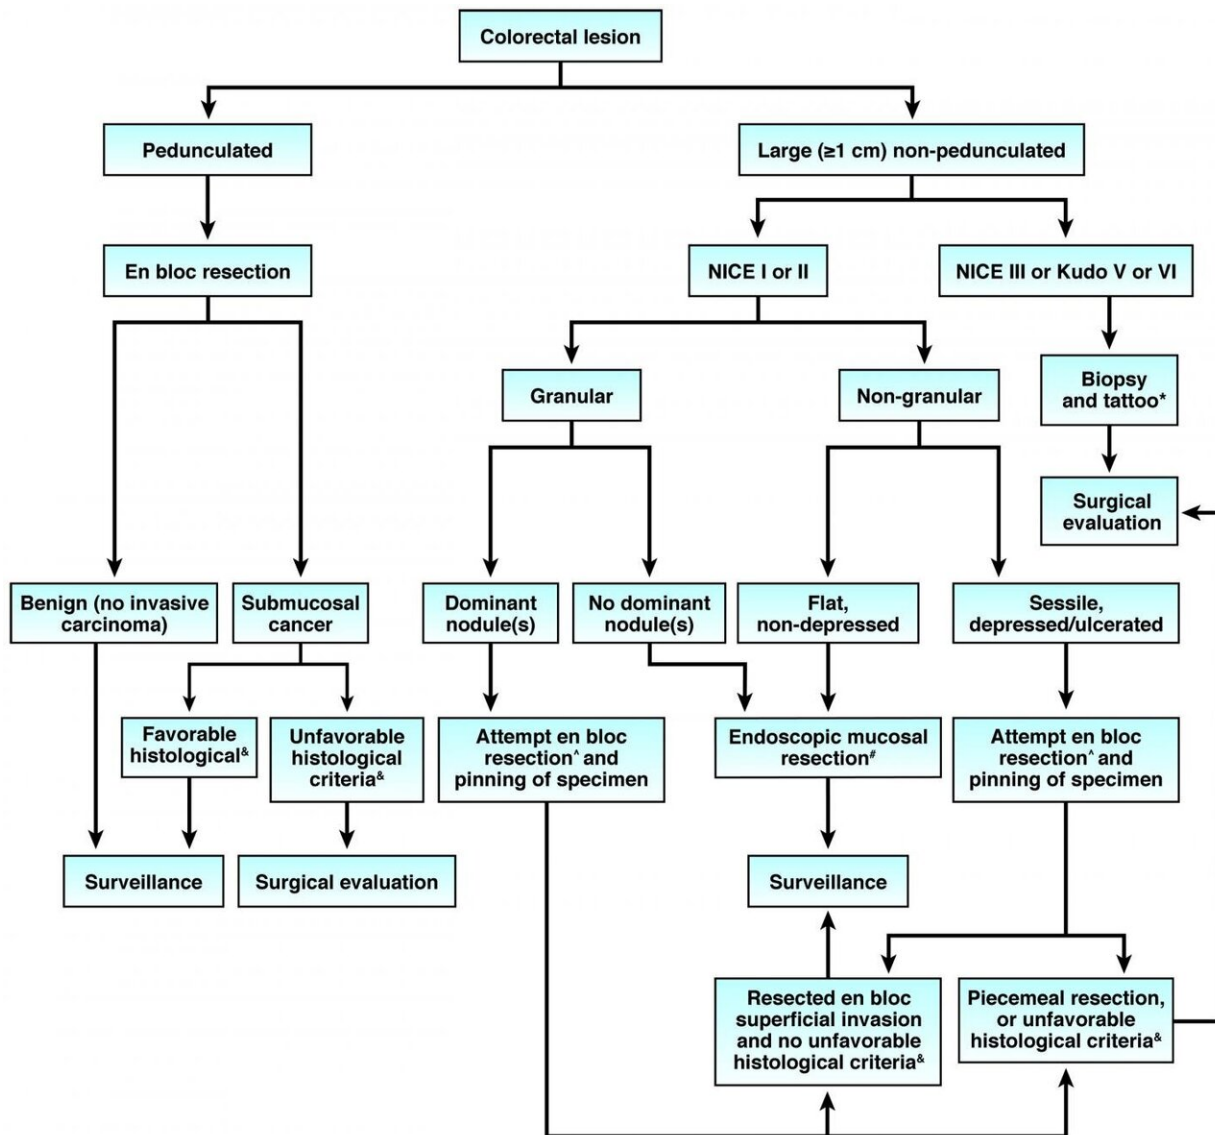 Colorectal lesion
Pedunculated
Large (≥1 cm) non-pedunculated
En bloc resection
NICE I or II
NICE III or Kudo V or VI
Granular
Non-granular
Biopsy
and tattoo*
Surgical
evaluation
Benign (no invasive
carcinoma)
Submucosal
cancer
Dominant
nodule(s)
No dominant
nodule(s)
Flat,
non-depressed
Sessile,
depressed/ulcerated
Favorable
histological&
Unfavorable
histological
criteria&
Attempt en bloc
resection^ and
pinning of specimen
Endoscopic mucosal
resection#
Attempt en bloc
resection^ and
pinning of specimen
Surveillance
Surgical evaluation
Surveillance
Resected en bloc
superficial invasion
and no unfavorable
histological criteria&
Piecemeal resection,
or unfavorable
histological criteria&